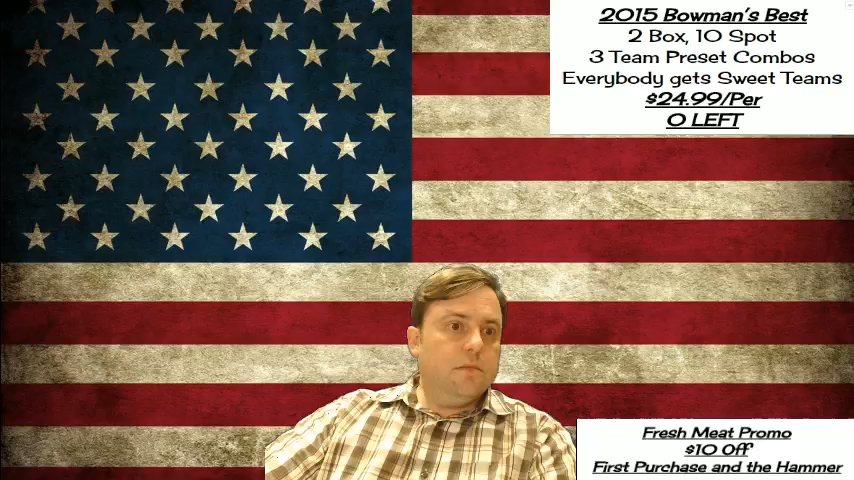 2015 Bowman's Best
2 Box, 10 Spot
3 Team Preset Combos
Everybody gets Sweet Teams
$24.99/Per
0 LEFT
Fresh Meat Promo
$10 Off
First Purchase and the Hammer